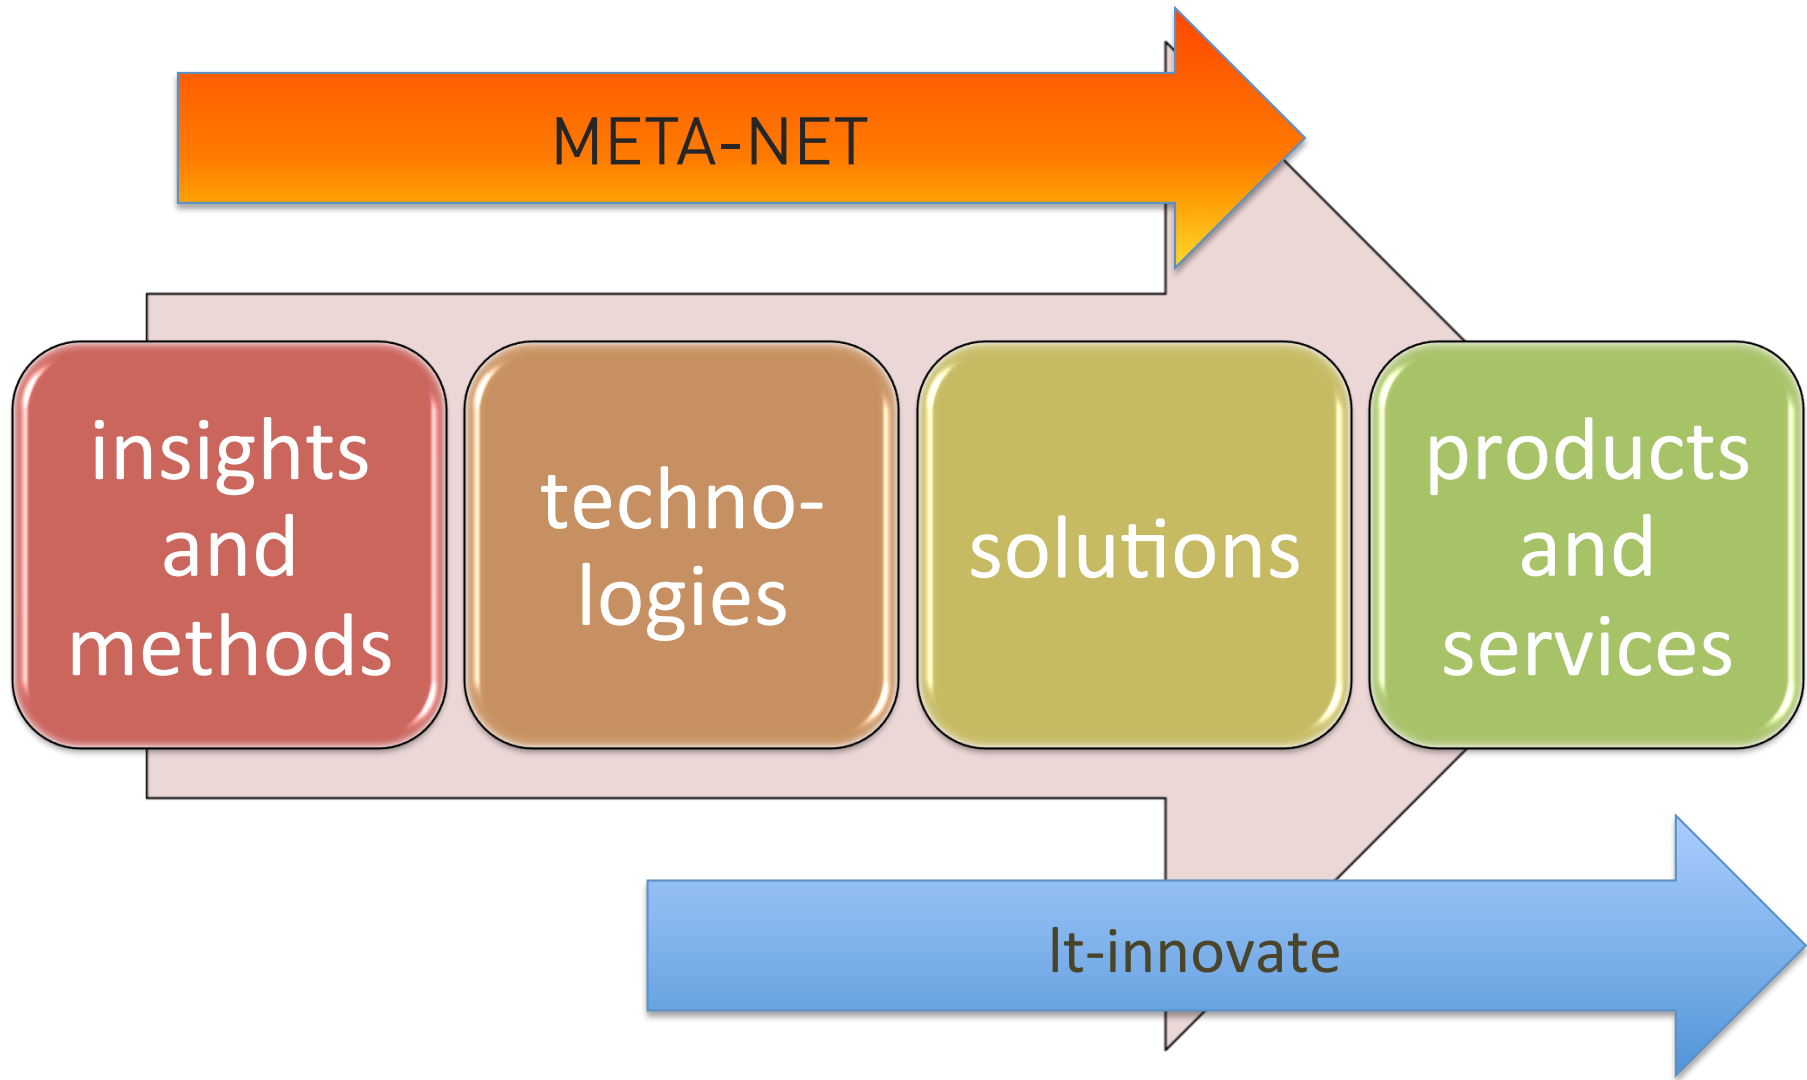 META-NET
insights
and
methods
techno-
logies
solutions
products
and
services
lt-innovate